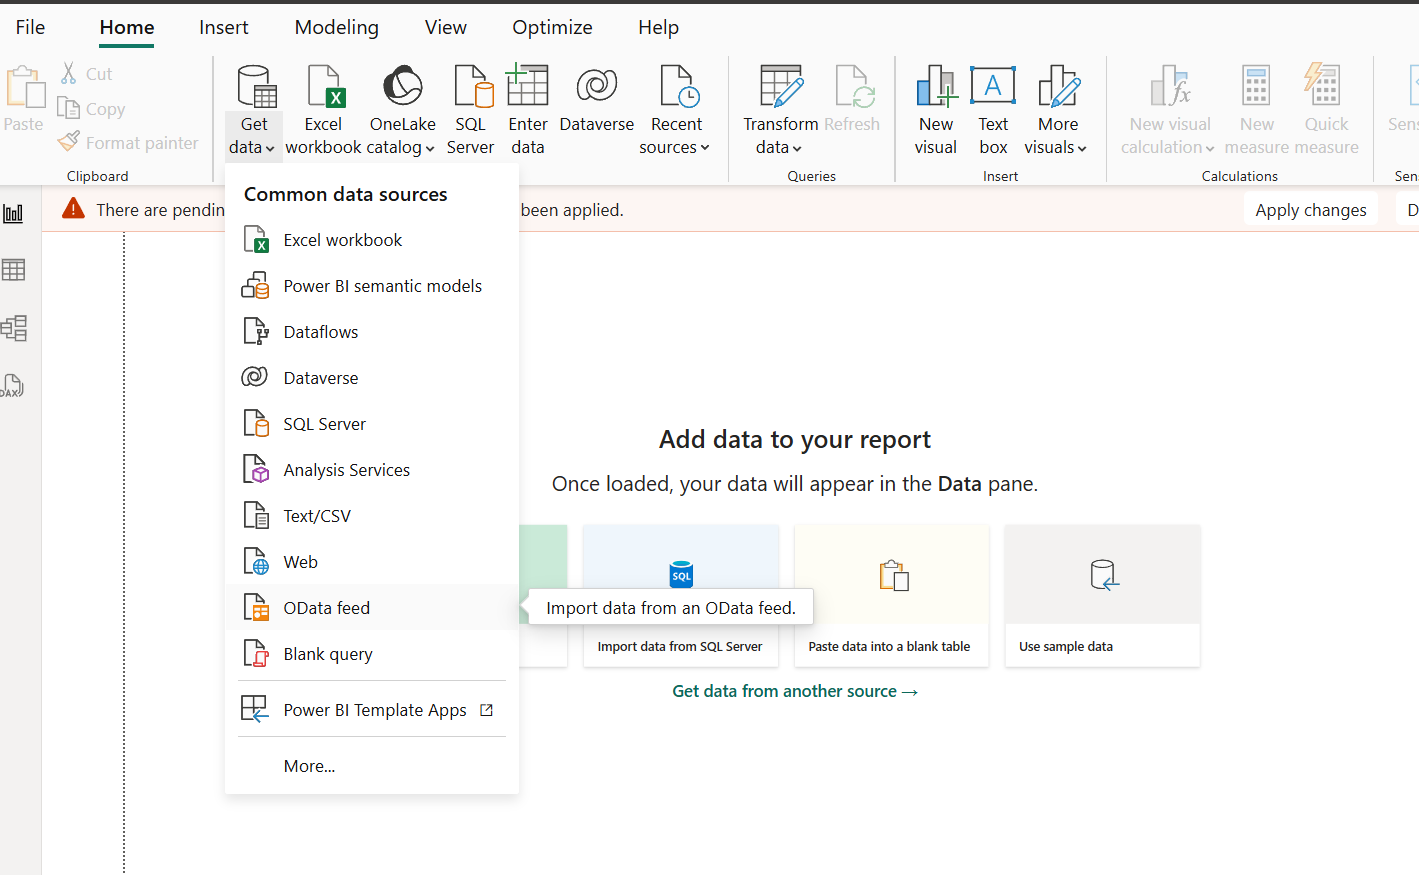 File Home Insert Modeling View Optimize Help
Paste
Cut
Copy
Format painter
Clipboard
Get
data
Excel
workbook
OneLake
catalog
SQL
Server
Enter
data
Dataverse
Recent
sources
Transform
data
Refresh
Queries
New
visual
Text
box
More
visuals
Insert
New visual
calculation
New
measure
Quick
measure
Calculations
There are
been applied.
Apply changes
Common data sources
Excel workbook
Power BI semantic models
Dataflows
Dataverse
SQL Server
Analysis Services
Text/CSV
Web
OData feed
Blank query
Power BI Template Apps
More...
Import data from an OData feed.
Add data to your report
Once loaded, your data will appear in the Data pane.
SQL
Import data from SQL Server
Paste data into a blank table
Use sample data
Get data from another source →
DAX